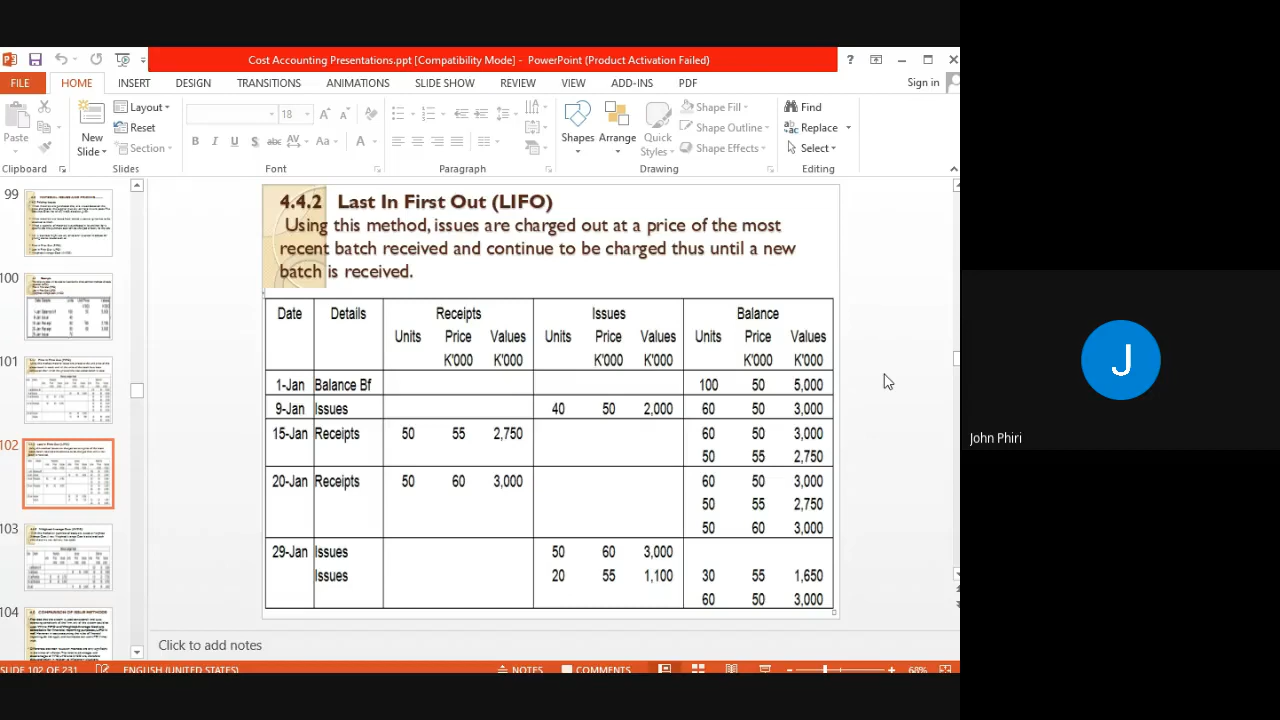 Cost Accounting Presentations.ppt [Compatibility Mode] - PowerPoint (Product Activation Failed)
?
FILE HOME INSERT DESIGN TRANSITIONS ANIMATIONS SLIDE SHOW REVIEW VIEW ADD-INS PDF Sign in
Paste
New
Slide
Layout
Reset
Section
18
B I U S abc AV Aa A
Shapes
Arrange
Quick
Styles
Shape Fill
Shape Outline
Shape Effects
Find
Replace
Select
Clipboard Slides Font Paragraph Drawing Editing
99
100
101
102
103
104
4.4.2 Last In First Out (LIFO)
Using this method, issues are charged out at a price of the most
recent batch received and continue to be charged thus until a new
batch is received.
Date Details Receipts Issues Balance
Units Price Values Units Price Values Units Price Values
K'000 K'000 K'000 K'000 K'000 K'000
1-Jan Balance Bf 100 50 5,000
9-Jan Issues 40 50 2,000 60 50 3,000
15-Jan Receipts 50 55 2,750 60 50 3,000
50 55 2,750
20-Jan Receipts 50 60 3,000 60 50 3,000
50 55 2,750
50 60 3,000
29-Jan Issues 50 60 3,000
Issues 20 55 1,100 30 55 1,650
60 50 3,000
Click to add notes
SLIDE 102 OF 231 ENGLISH (UNITED STATES) NOTES COMMENTS 68%
J
John Phiri